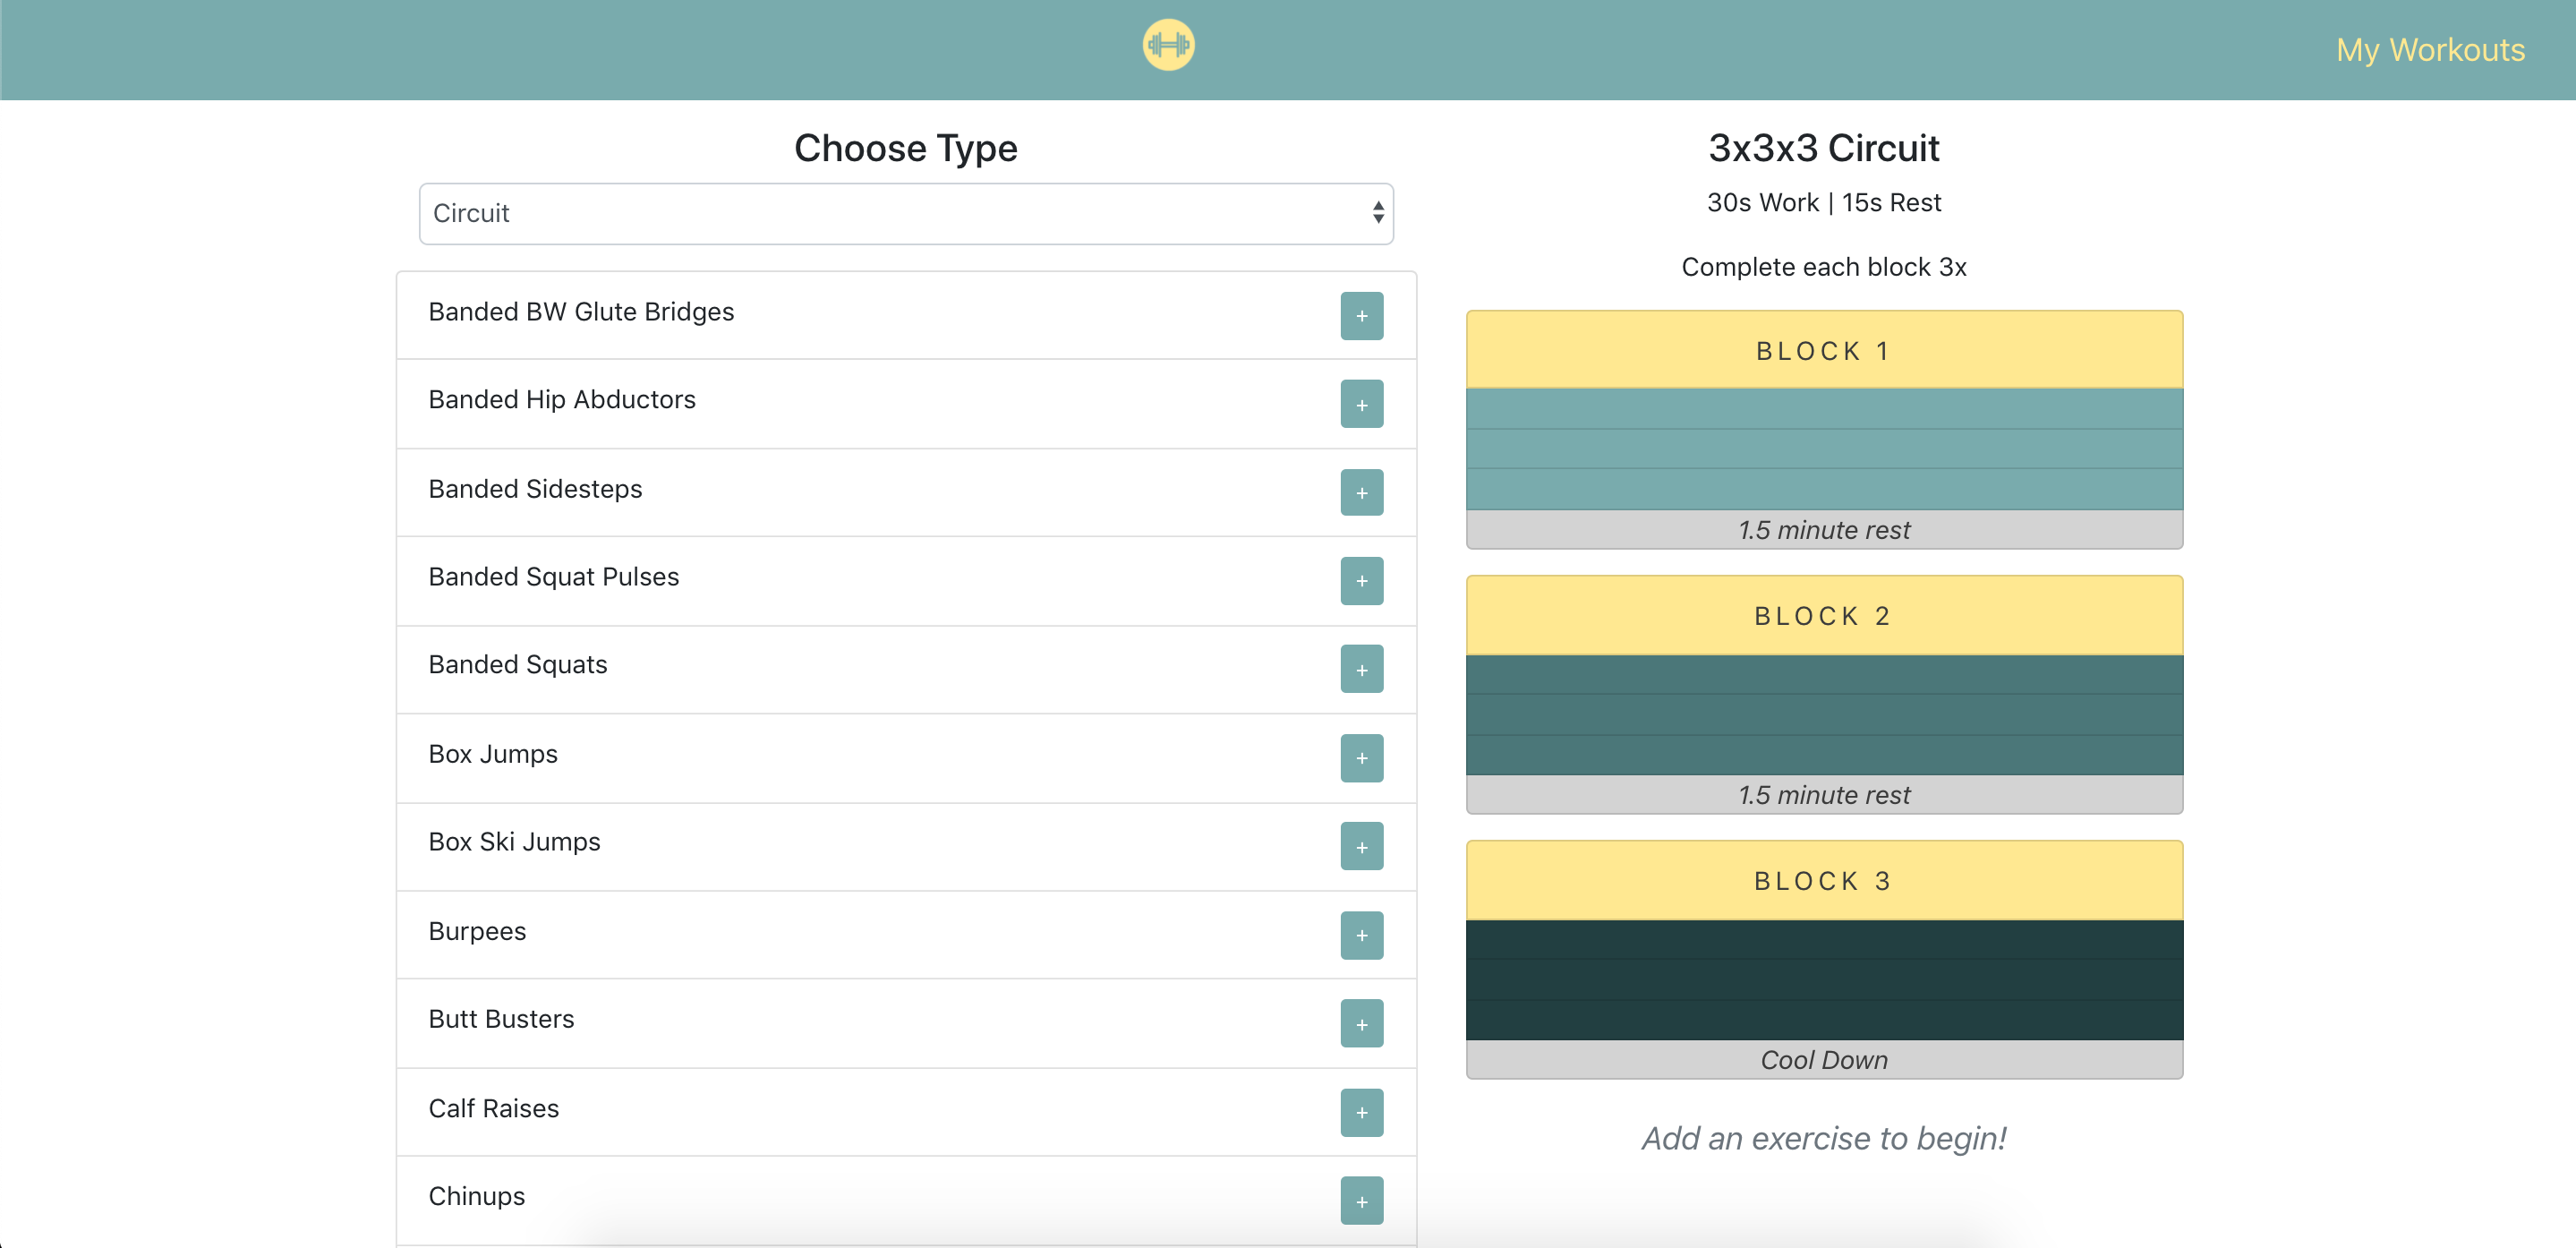 My Workouts
Choose Type
Circuit
Banded BW Glute Bridges
+
Banded Hip Abductors
+
Banded Sidesteps
+
Banded Squat Pulses
+
Banded Squats
+
Box Jumps
+
Box Ski Jumps
+
Burpees
+
Butt Busters
+
Calf Raises
+
Chinups
+
3x3x3 Circuit
30s Work | 15s Rest
Complete each block 3x
BLOCK 1
1.5 minute rest
BLOCK 2
1.5 minute rest
BLOCK 3
Cool Down
Add an exercise to begin!